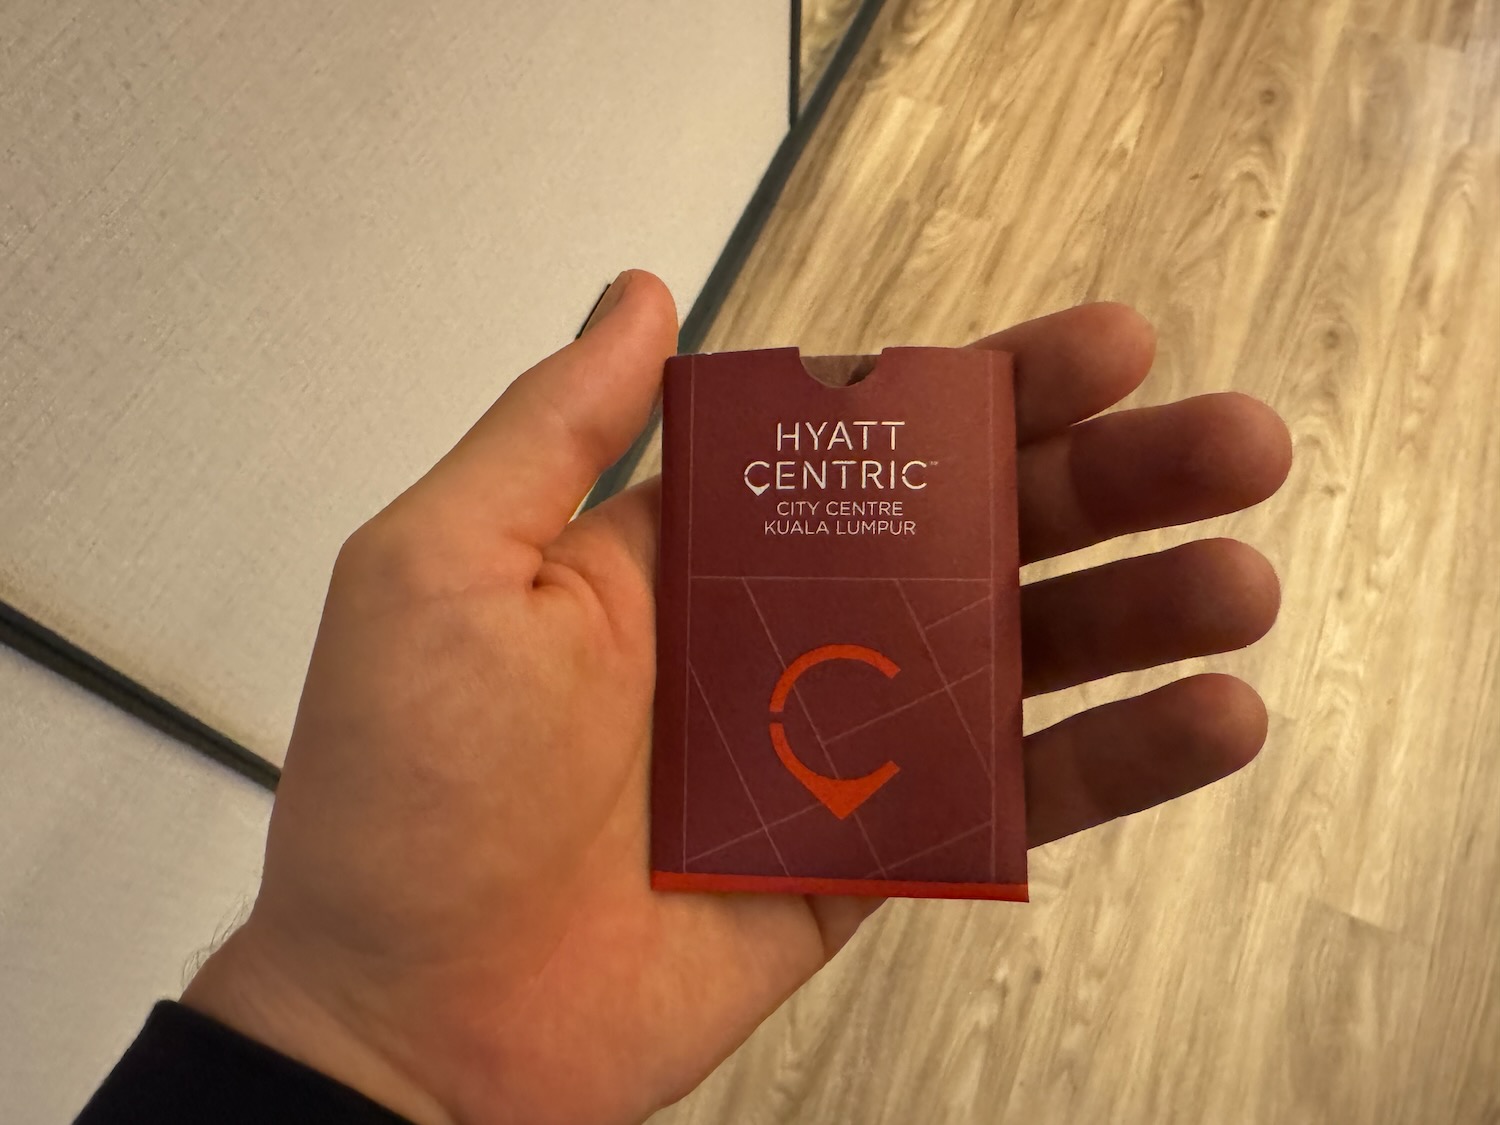 HYATT
CENTRIC™
CITY CENTRE
KUALA LUMPUR